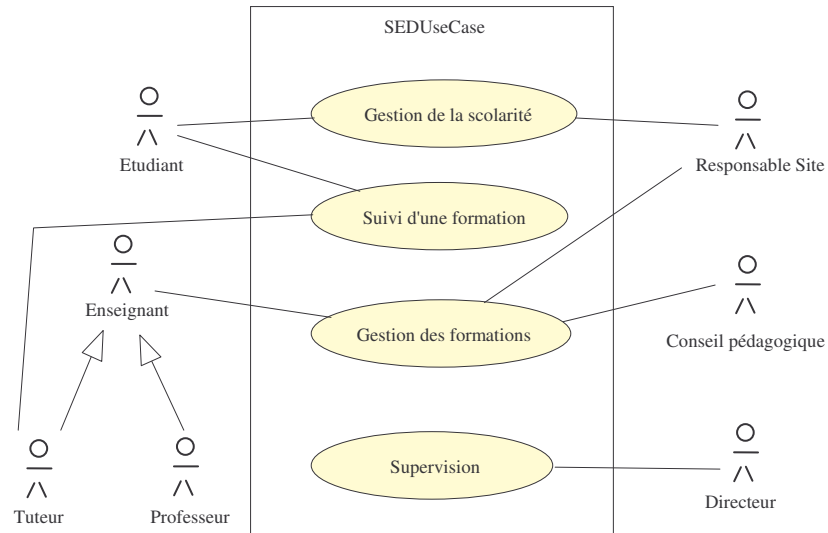 SEDUseCase
Gestion de la scolarité
Etudiant
Responsable Site
Suivi d'une formation
Enseignant
Gestion des formations
Conseil pédagogique
Supervision
Tuteur
Professeur
Directeur